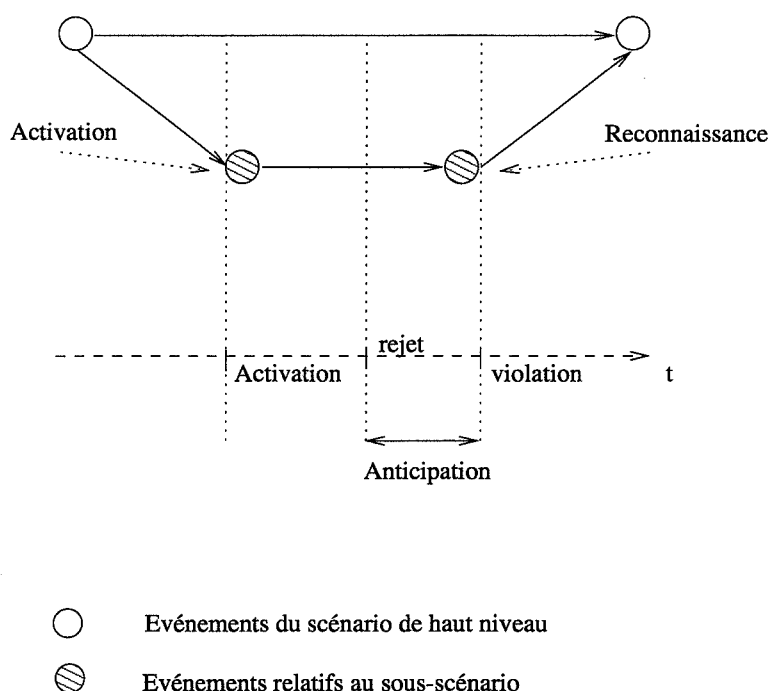 Activation
Reconnaissance
rejet
Activation
violation
t
Anticipation
Evénements du scénario de haut niveau
Evénements relatifs au sous-scénario